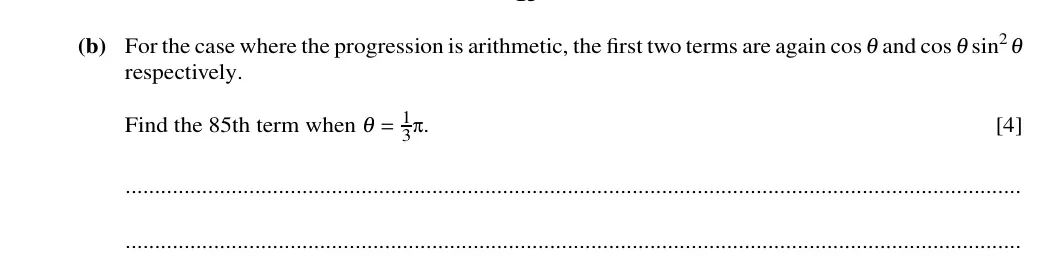 (b) For the case where the progression is arithmetic, the first two terms are again cos θ and cos θ sin² θ
respectively.
Find the 85th term when θ = ⅓π. [4]